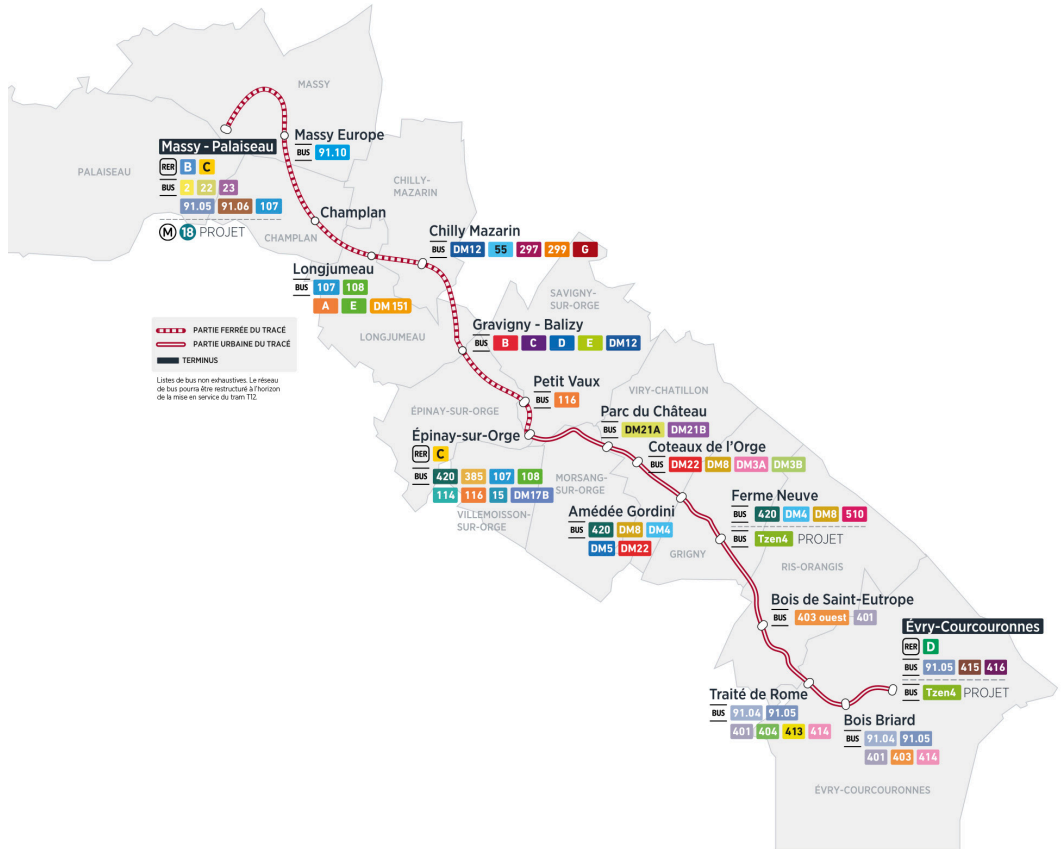 MASSY
Massy - Palaiseau
RER B C
BUS 2 22 23
91.05 91.06 107
M 18 PROJET
Massy Europe
BUS 91.10
PALAISEAU
CHILLY-
MAZARIN
Champlan
CHAMPLAN
Chilly Mazarin
BUS DM12 55 297 299 G
Longjumeau
BUS 107 108
A E DM 151
LONGJUMEAU
SAVIGNY-
SUR-ORGE
Gravigny - Balizy
BUS B C D E DM12
PARTIE FERRÉE DU TRACÉ
PARTIE URBAINE DU TRACÉ
TERMINUS
Listes de bus non exhaustives. Le réseau
de bus pourra être restructuré à l'horizon
de la mise en service du tram T12.
Petit Vaux
BUS 116
VIRY-CHATILLON
ÉPINAY-SUR-ORGE
Parc du Château
BUS DM21A DM21B
Épinay-sur-Orge
RER C
BUS 420 385 107 108
114 116 15 DM17B
Coteaux de l'Orge
BUS DM22 DM8 DM3A DM3B
MORSANG-
SUR-ORGE
VILLEMOISSON-
SUR-ORGE
Amédée Gordini
BUS 420 DM8 DM4
DM5 DM22
Ferme Neuve
BUS 420 DM4 DM8 510
BUS Tzen4 PROJET
GRIGNY
RIS-ORANGIS
Bois de Saint-Eutrope
BUS 403 ouest 401
Évry-Courcouronnes
RER D
BUS 91.05 415 416
BUS Tzen4 PROJET
Traité de Rome
BUS 91.04 91.05
401 404 413 414
Bois Briard
BUS 91.04 91.05
401 403 414
ÉVRY-COURCOURONNES